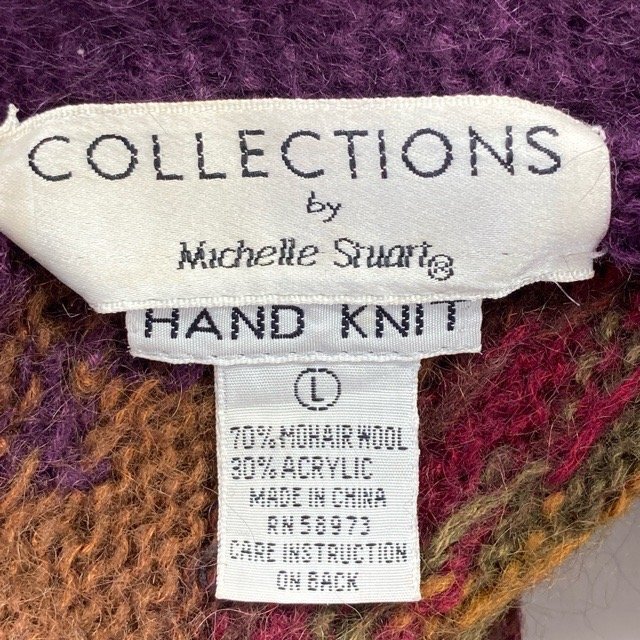 COLLECTIONS
by
Michelle Stuart®
HAND KNIT
L
70% MOHAIR WOOL
30% ACRYLIC
MADE IN CHINA
RN 58973
CARE INSTRUCTION
ON BACK